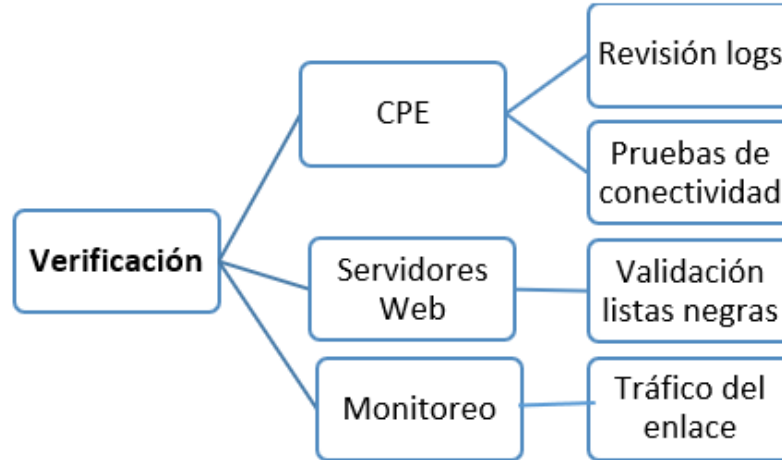 Verificación
CPE
Revisión logs
Pruebas de
conectividad
Servidores
Web
Validación
listas negras
Monitoreo
Tráfico del
enlace